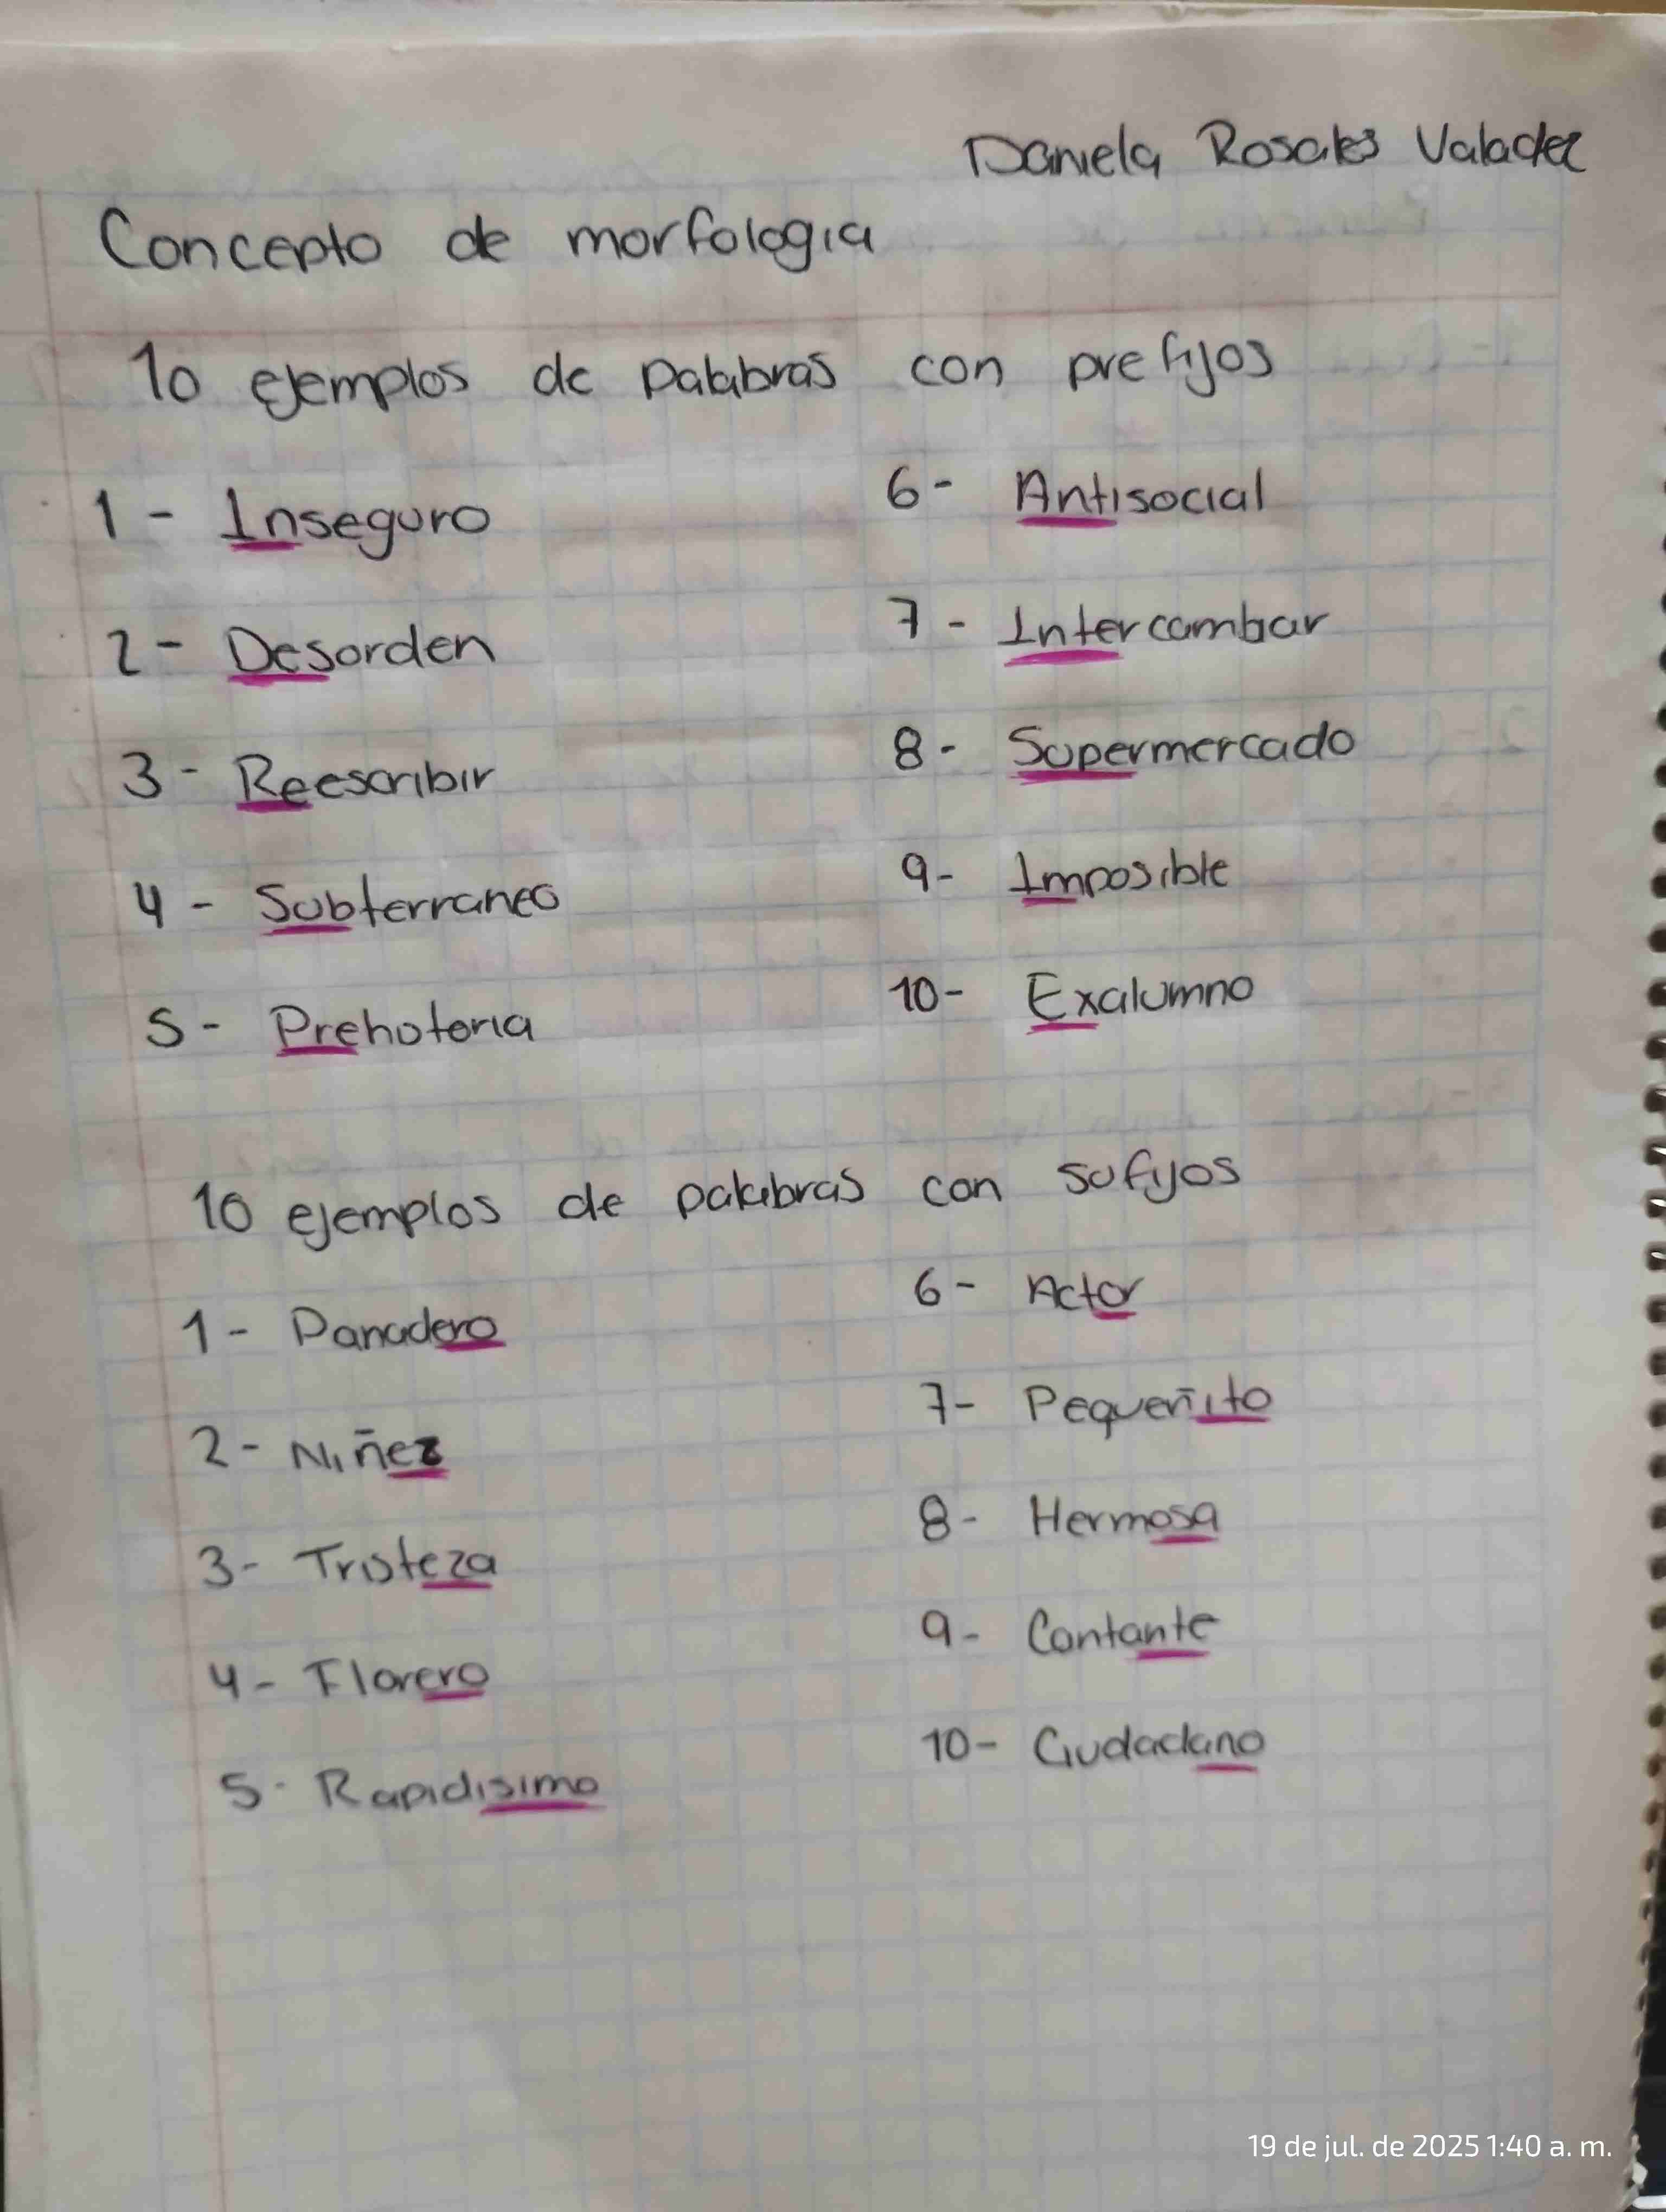 Daniela Rosales Valadez
Concepto de morfologia
10 ejemplos de palabras con prefijos
1 - Inseguro
2 - Desorden
3 - Reescribir
4 - Subterraneo
5 - Prehotoria
6 - Antisocial
7 - Intercambar
8 - Supermercado
9 - Imposible
10 - Exalumno
10 ejemplos de palabras con sufijos
1 - Panadero
2 - Niñez
3 - Tristeza
4 - Florero
5 - Rapidisimo
6 - Actor
7 - Pequeñito
8 - Hermosa
9 - Cantante
10 - Ciudadano
19 de jul. de 2025 1:40 a. m.